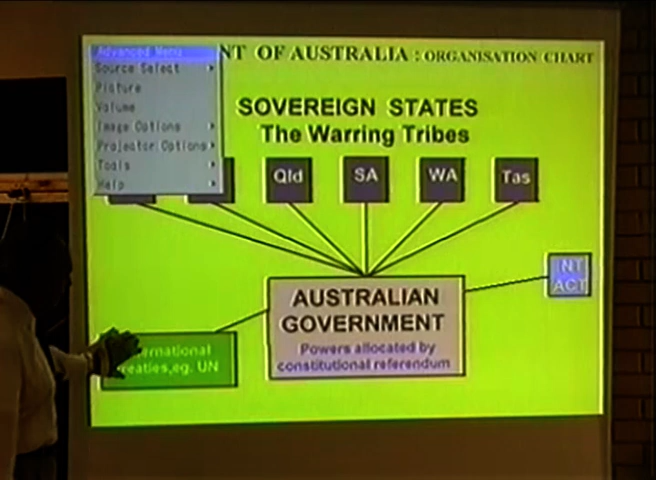 NT OF AUSTRALIA : ORGANISATION CHART
Advanced Menu
Source Select
Picture
Volume
Image Options
Projector Options
Tools
Help
SOVEREIGN STATES
The Warring Tribes
Qld
SA
WA
Tas
NT
ACT
AUSTRALIAN
GOVERNMENT
Powers allocated by
constitutional referendum
ernational
reaties,eg. UN